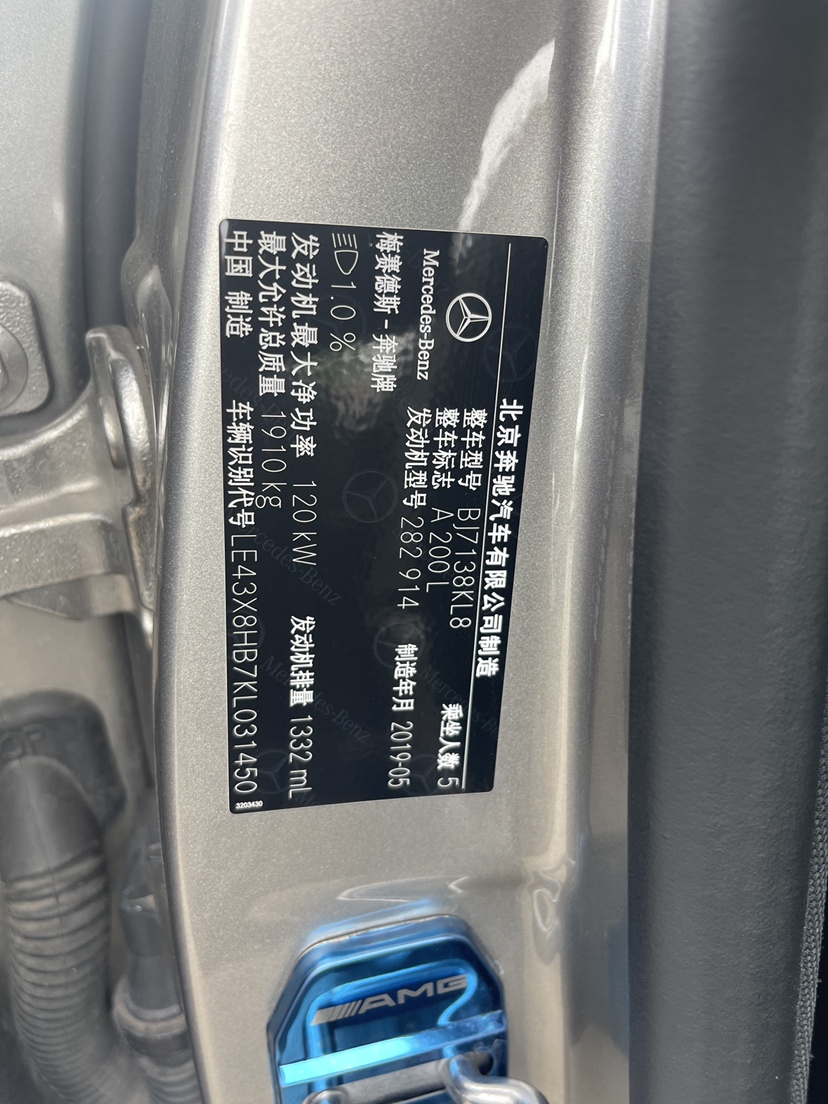 北京奔驰汽车有限公司制造
Mercedes-Benz
整车型号 BJ7138KL8
整车标志 A 200 L
乘坐人数 5
梅赛德斯-奔驰牌
发动机型号 282 914
制造年月 2019-05
1.0 %
发动机最大净功率 120 kW
发动机排量 1332 mL
最大允许总质量 1910 kg
中国 制造
车辆识别代号 LE43X8HB7KL031450
3203430
AMG